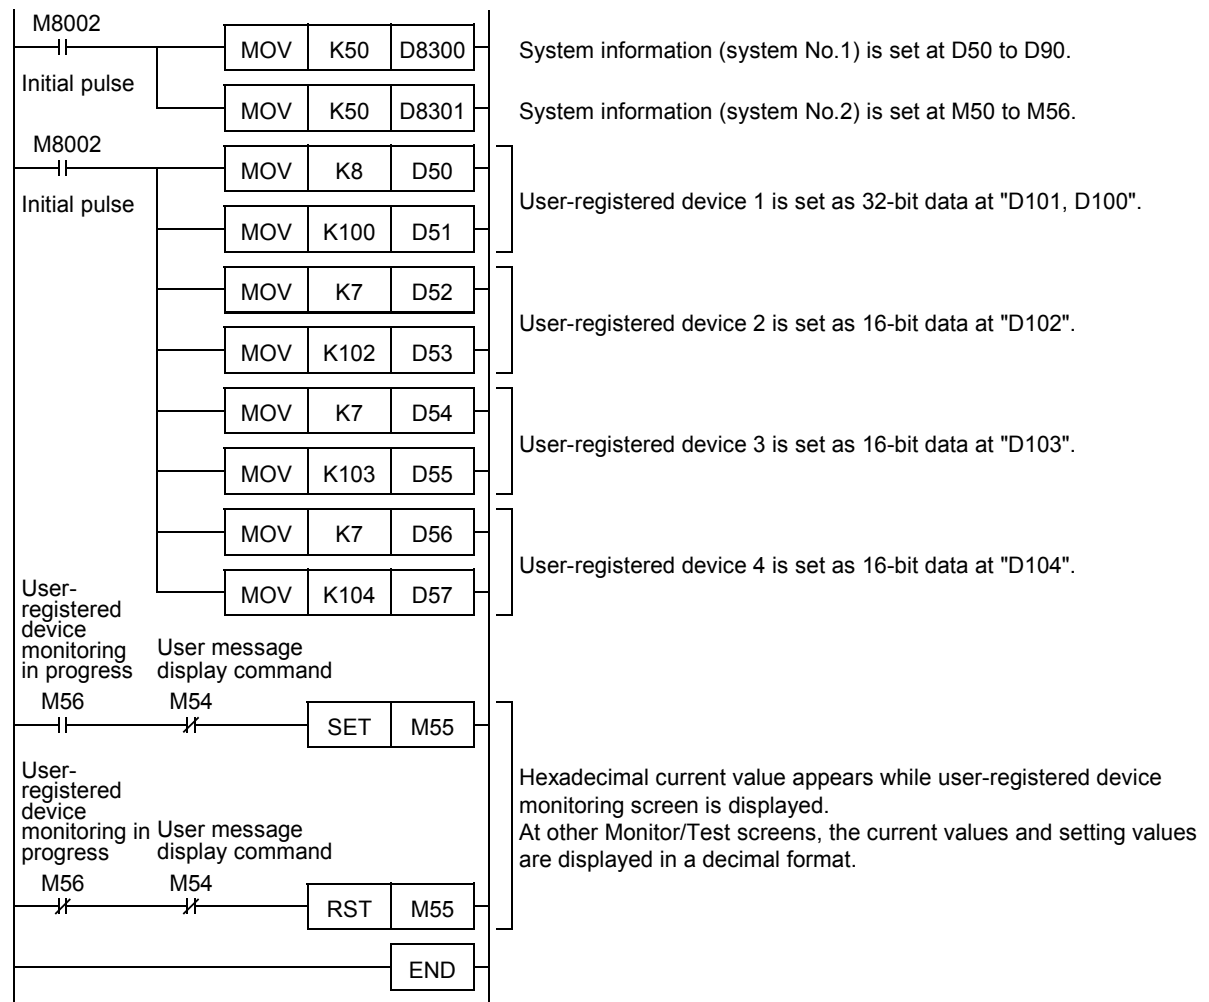 M8002
MOV K50 D8300
System information (system No.1) is set at D50 to D90.
Initial pulse
MOV K50 D8301
System information (system No.2) is set at M50 to M56.
M8002
MOV K8 D50
Initial pulse
User-registered device 1 is set as 32-bit data at "D101, D100".
MOV K100 D51
MOV K7 D52
User-registered device 2 is set as 16-bit data at "D102".
MOV K102 D53
MOV K7 D54
User-registered device 3 is set as 16-bit data at "D103".
MOV K103 D55
MOV K7 D56
User-registered device 4 is set as 16-bit data at "D104".
MOV K104 D57
User-
registered
device
monitoring
in progress
User message
display command
M56 M54
SET M55
User-
registered
device
monitoring in
progress
User message
display command
Hexadecimal current value appears while user-registered device
monitoring screen is displayed.
At other Monitor/Test screens, the current values and setting values
are displayed in a decimal format.
M56 M54
RST M55
END